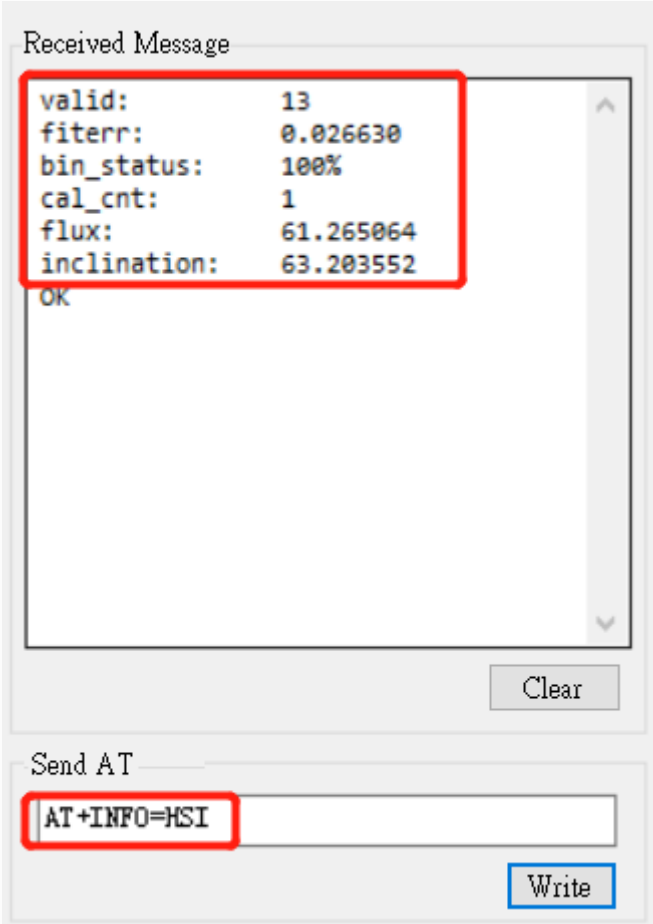 Received Message
valid: 13
fiterr: 0.026630
bin_status: 100%
cal_cnt: 1
flux: 61.265064
inclination: 63.203552
OK
Clear
Send AT
AT+INFO=HSI
Write